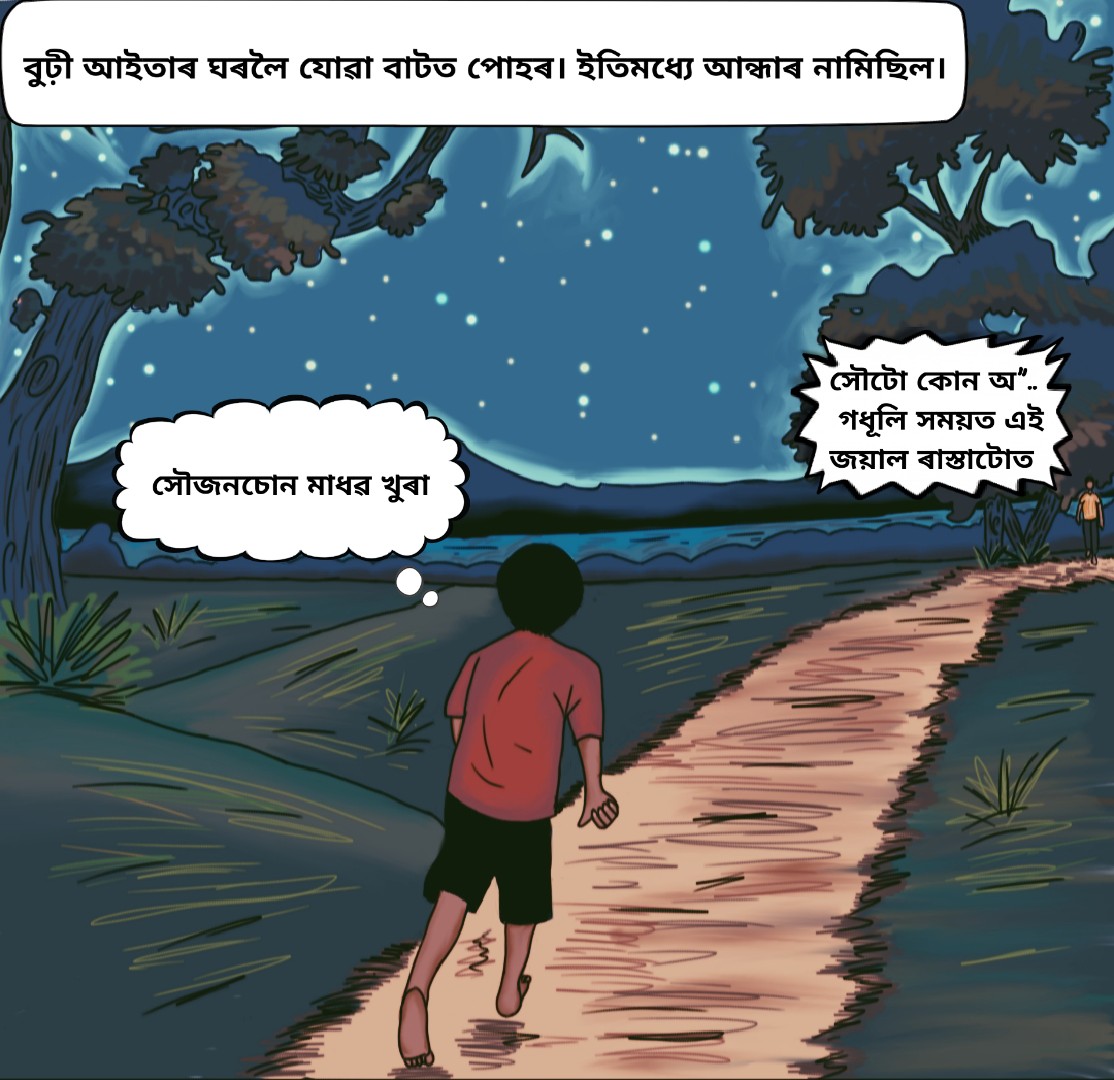 বুঢ়ী আইতাৰ ঘৰলৈ যোৱা বাটত পোহৰ। ইতিমধ্যে আন্ধাৰ নামিছিল।
সৌটো কোন অ”..
গধূলি সময়ত এই
জয়াল ৰাস্তাটোত
সৌজনচোন মাধৱ খুৰা